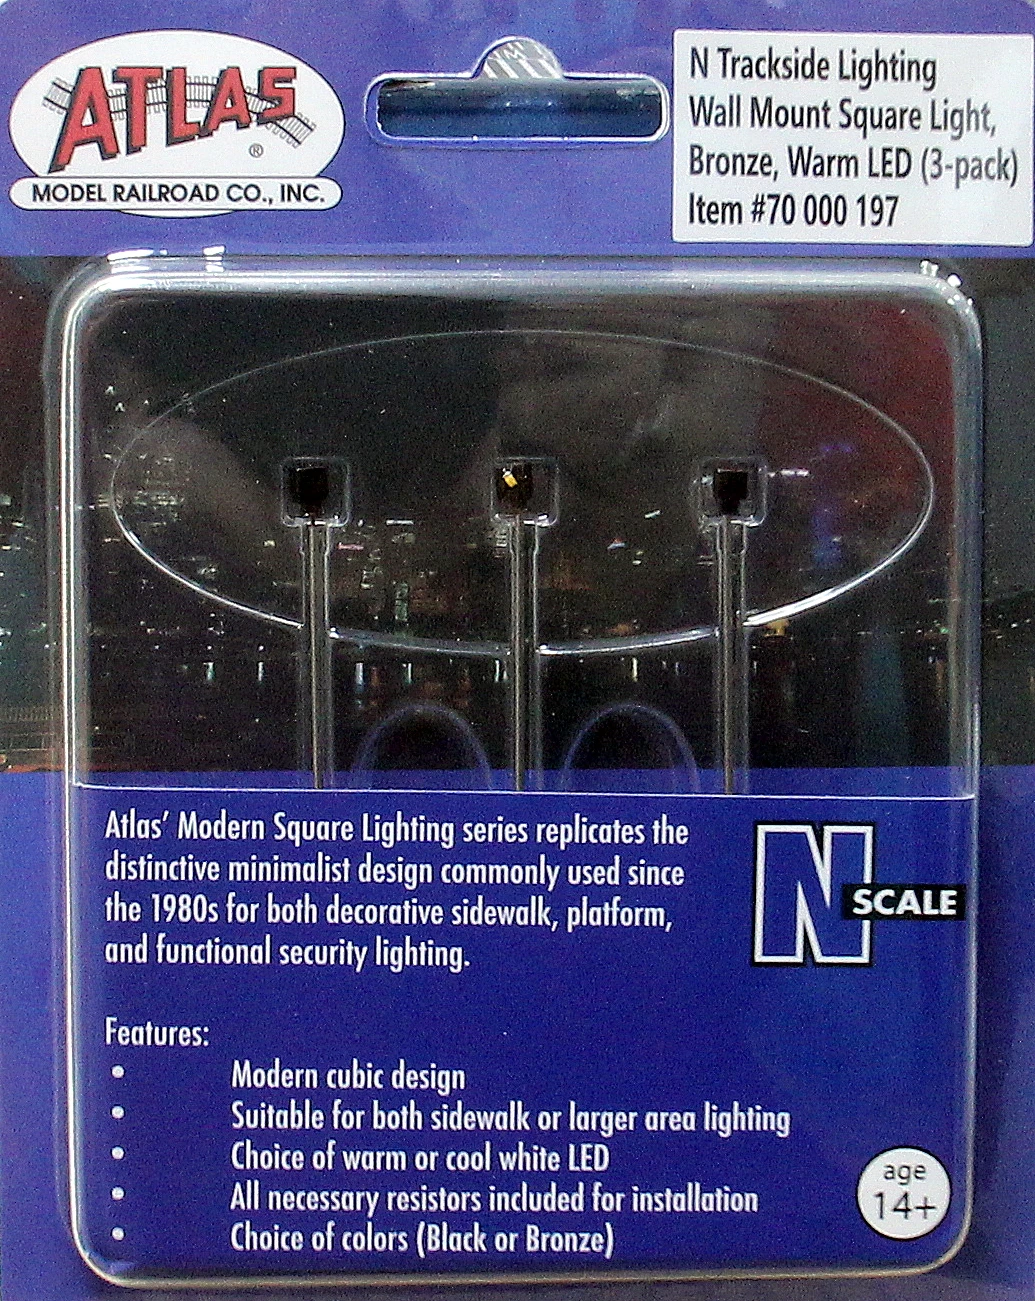 ATLAS
®
MODEL RAILROAD CO., INC.
N Trackside Lighting
Wall Mount Square Light,
Bronze, Warm LED (3-pack)
Item #70 000 197
Atlas’ Modern Square Lighting series replicates the
distinctive minimalist design commonly used since
the 1980s for both decorative sidewalk, platform,
and functional security lighting.
N SCALE
Features:
• Modern cubic design
• Suitable for both sidewalk or larger area lighting
• Choice of warm or cool white LED
• All necessary resistors included for installation
• Choice of colors (Black or Bronze)
age
14+